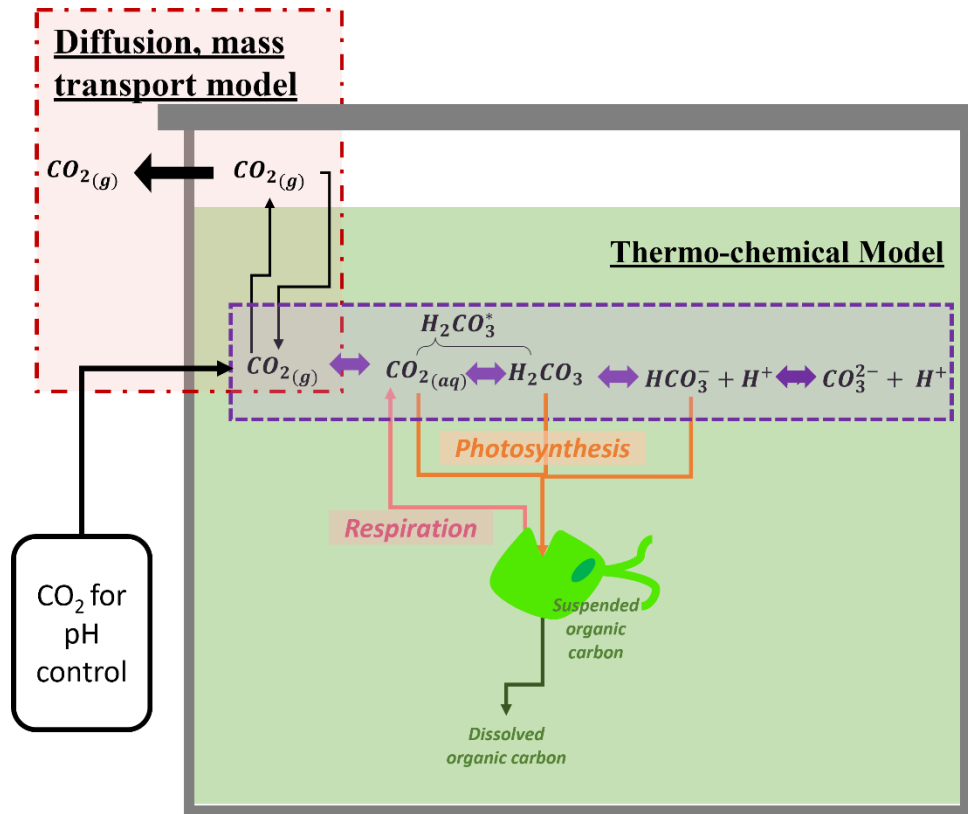 Diffusion, mass
transport model
CO₂₍g₎ CO₂₍g₎
Thermo-chemical Model
H₂CO₃*
CO₂₍g₎ CO₂₍aq₎ H₂CO₃ HCO₃⁻ + H⁺ CO₃²⁻ + H⁺
Photosynthesis
Respiration
CO₂ for
pH
control
Suspended
organic
carbon
Dissolved
organic carbon